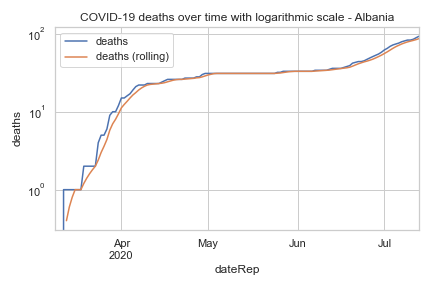 COVID-19 deaths over time with logarithmic scale - Albania
deaths
deaths (rolling)
10²
10¹
10⁰
deaths
Apr
2020
May
Jun
Jul
dateRep